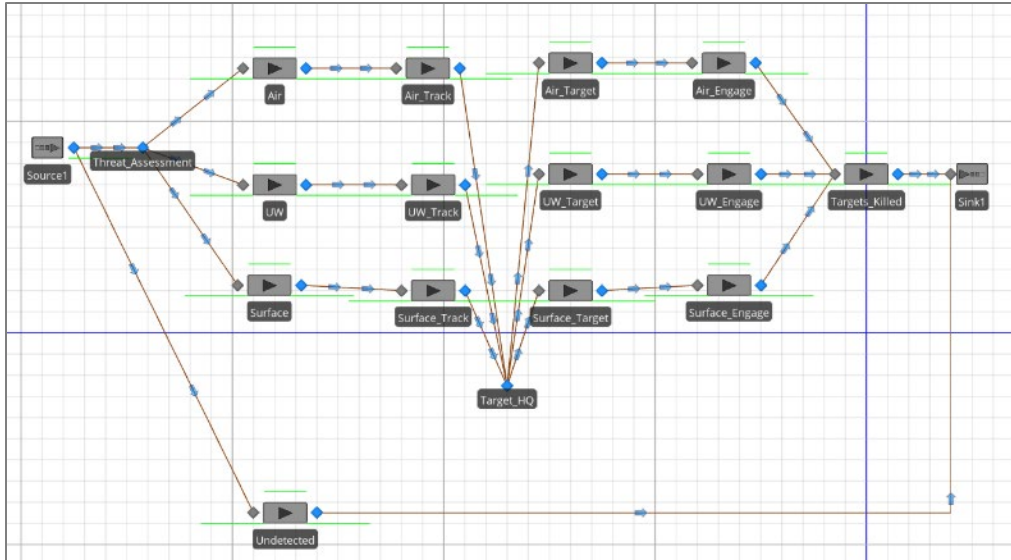 Air
Air_Track
Air_Target
Air_Engage
Source1
Threat_Assessment
UW
UW_Track
UW_Target
UW_Engage
Targets_Killed
Sink1
Surface
Surface_Track
Surface_Target
Surface_Engage
Target_HQ
Undetected